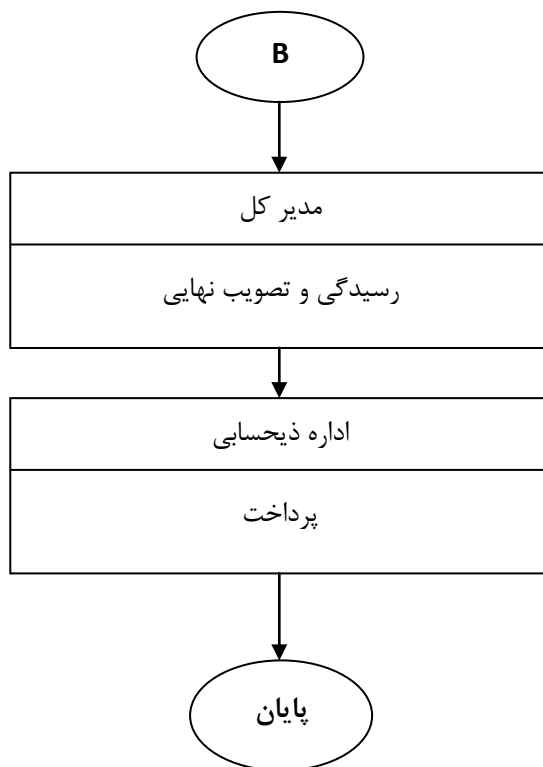 B
مدیر کل
رسیدگی و تصویب نهایی
اداره ذیحسابی
پرداخت
پایان